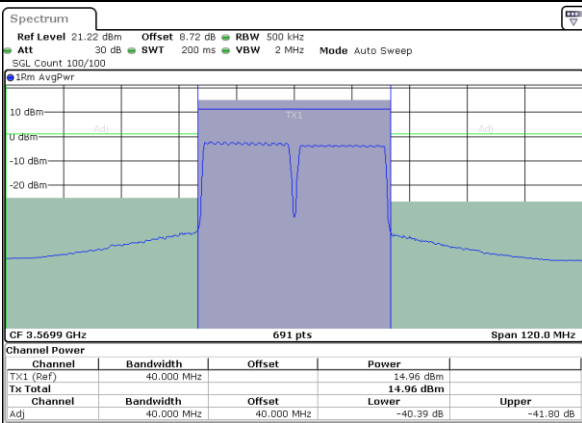 Spectrum
Ref Level 21.22 dBm Offset 8.72 dB RBW 500 kHz
Att 30 dB SWT 200 ms VBW 2 MHz Mode Auto Sweep
SGL Count 100/100
1Rm AvgPwr
10 dBm
TX1
Adj Adj
0 dBm
-10 dBm
-20 dBm
CF 3.5699 GHz 691 pts Span 120.0 MHz
Channel Power
Channel Bandwidth Offset Power
TX1 (Ref) 40.000 MHz 14.96 dBm
Tx Total 14.96 dBm
Channel Bandwidth Offset Lower Upper
Adj 40.000 MHz 40.000 MHz -40.39 dB -41.80 dB